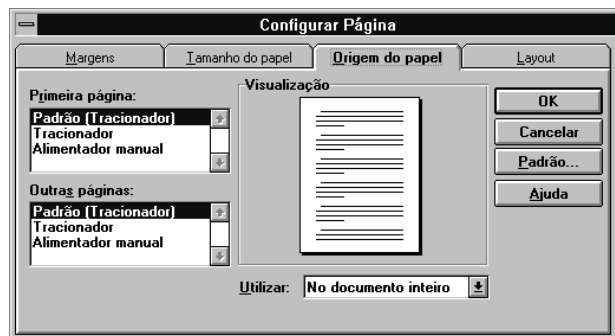 Configurar Página
Margens
Tamanho do papel
Origem do papel
Layout
Primeira página:
Padrão (Tracionador)
Tracionador
Alimentador manual
Outras páginas:
Padrão (Tracionador)
Tracionador
Alimentador manual
Visualização
Utilizar: No documento inteiro
OK
Cancelar
Padrão...
Ajuda